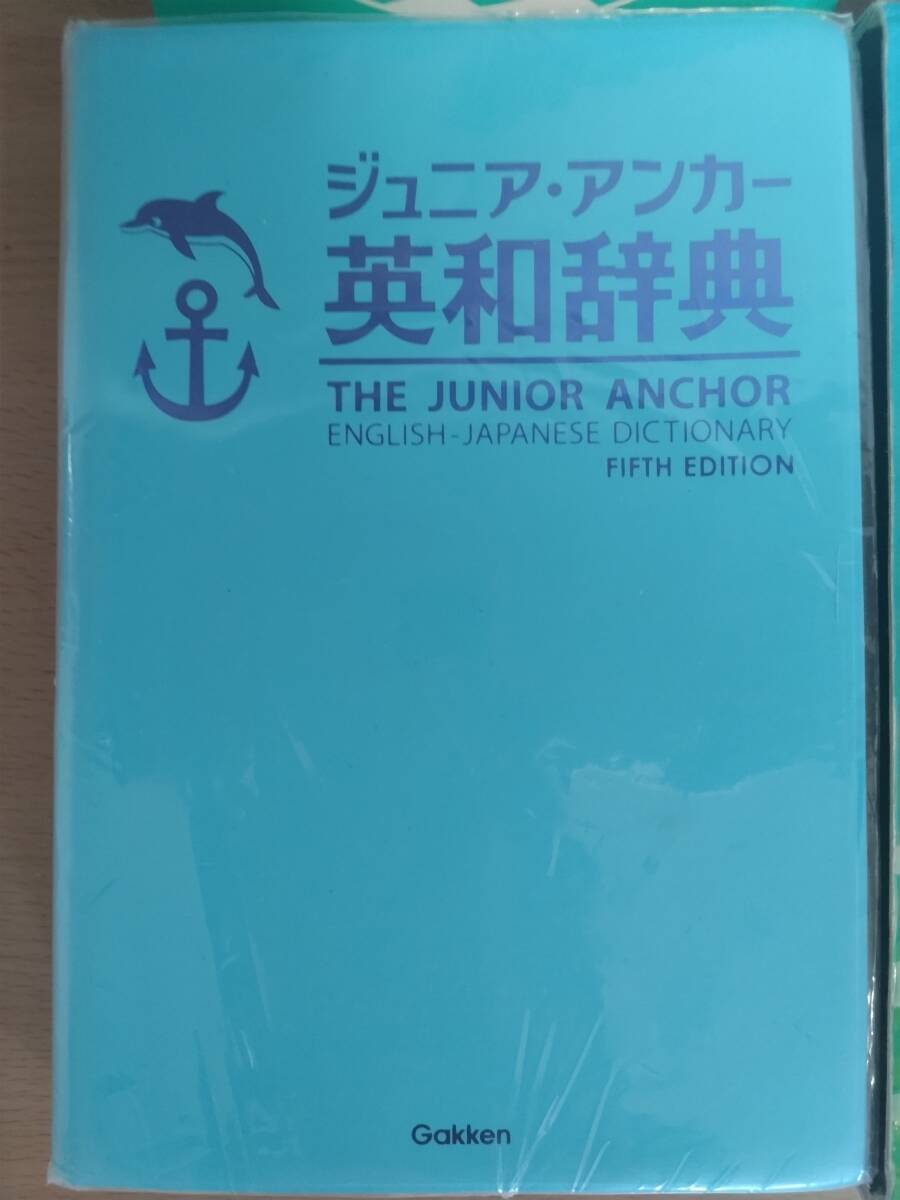 ジュニア・アンカー
英和辞典
THE JUNIOR ANCHOR
ENGLISH-JAPANESE DICTIONARY
FIFTH EDITION
Gakken